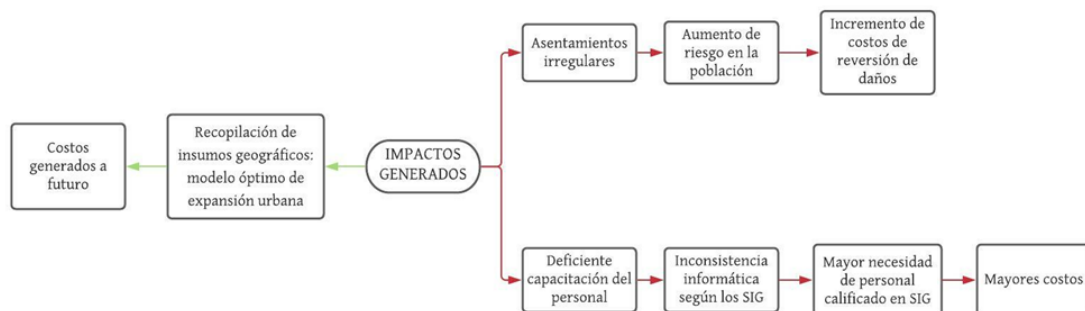 Asentamientos
irregulares
Aumento de
riesgo en la
población
Incremento de
costos de
reversión de
daños
Costos
generados a
futuro
Recopilación de
insumos geográficos:
modelo óptimo de
expansión urbana
IMPACTOS
GENERADOS
Deficiente
capacitación del
personal
Inconsistencia
informática
según los SIG
Mayor necesidad
de personal
calificado en SIG
Mayores costos